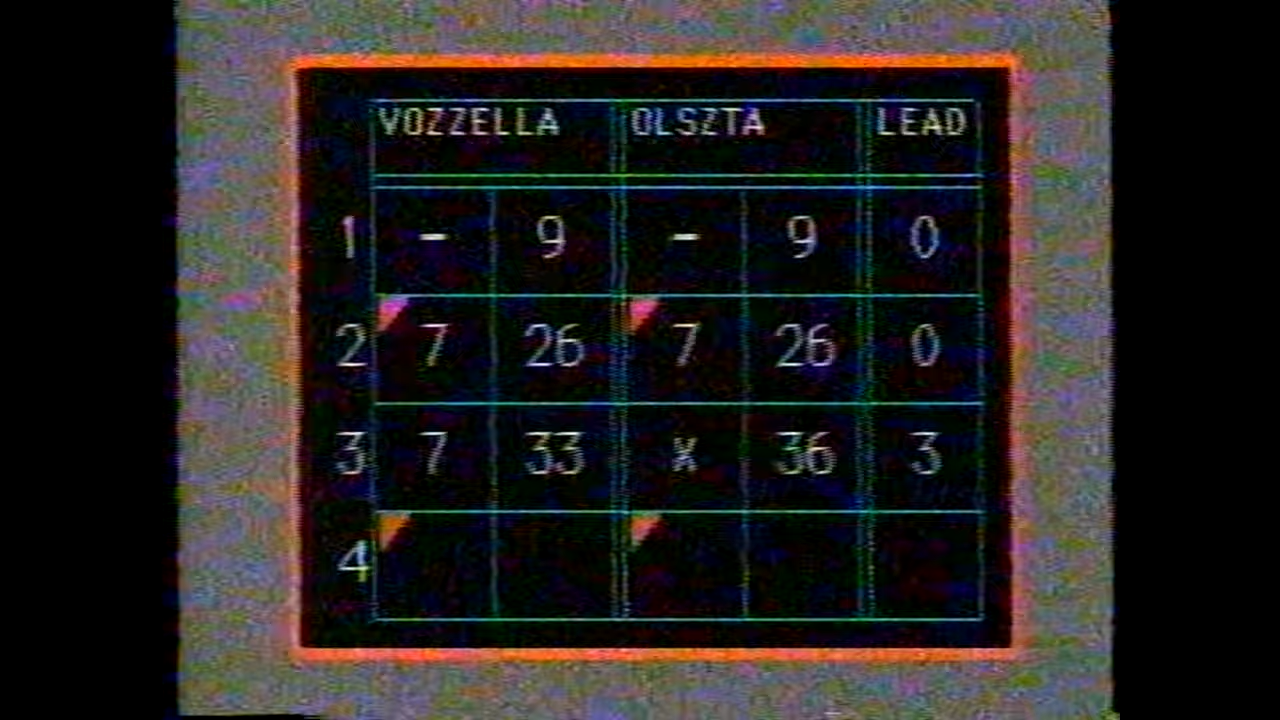 VOZZELLA OLSZTA LEAD
1 - 9 - 9 0
2 7 26 7 26 0
3 7 33 X 36 3
4